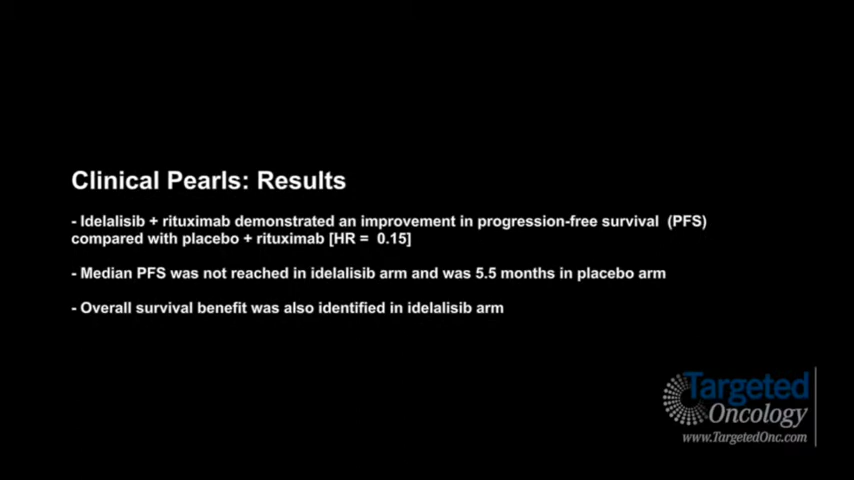 Clinical Pearls: Results
- Idelalisib + rituximab demonstrated an improvement in progression-free survival (PFS)
compared with placebo + rituximab [HR = 0.15]
- Median PFS was not reached in idelalisib arm and was 5.5 months in placebo arm
- Overall survival benefit was also identified in idelalisib arm
Targeted
Oncology
www.TargetedOnc.com